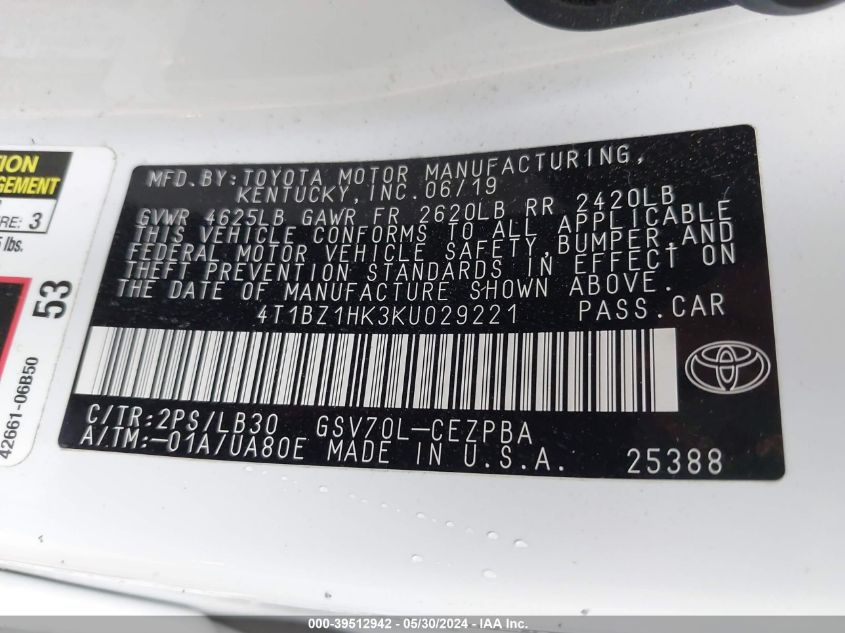 TION
GEMENT
RE: 3
lbs.
53
42661-06B50
MFD. BY: TOYOTA MOTOR MANUFACTURING,
KENTUCKY, INC. 06/19
GVWR 4625LB GAWR FR 2620LB RR 2420LB
THIS VEHICLE CONFORMS TO ALL APPLICABLE
FEDERAL MOTOR VEHICLE SAFETY, BUMPER, AND
THEFT PREVENTION STANDARDS IN EFFECT ON
THE DATE OF MANUFACTURE SHOWN ABOVE.
4T1BZ1HK3KU029221 PASS. CAR
C/TR: 2PS/LB30 GSV70L-CEZPBA
A/TM: -01A/UA80E MADE IN U.S.A. 25388
000-39512942 - 05/30/2024 - IAA Inc.